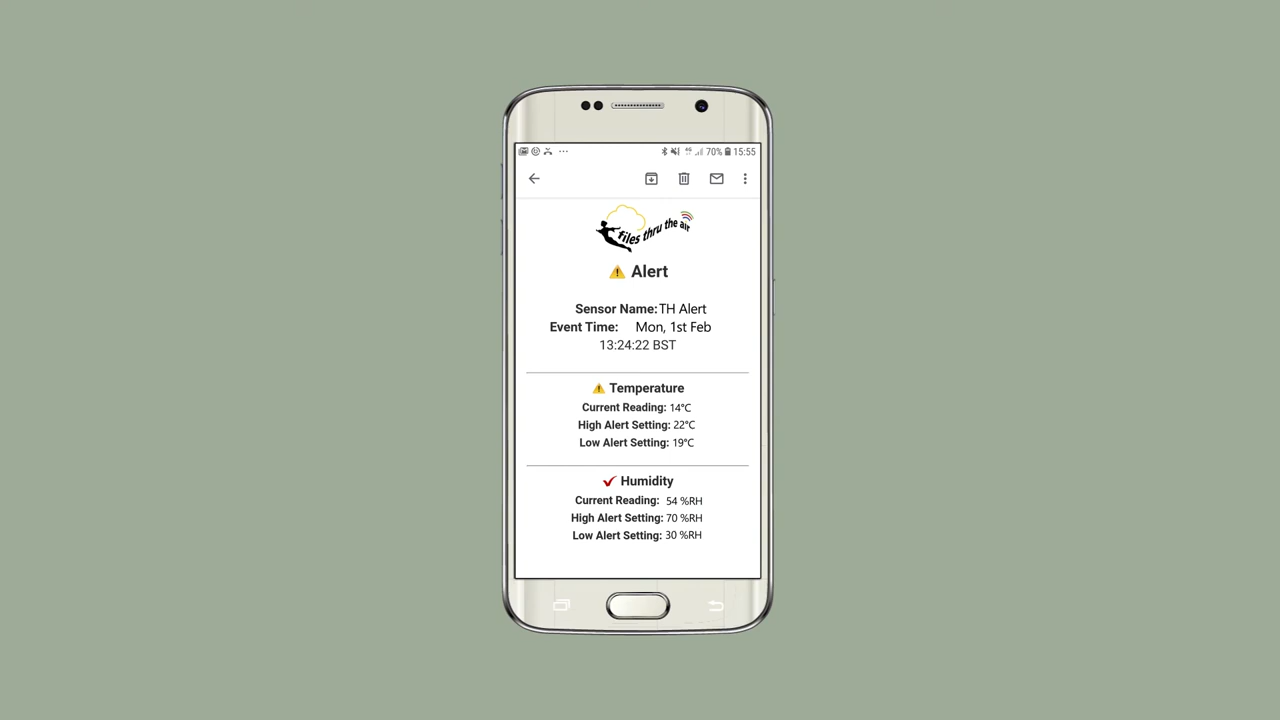 70% 15:55
files thru the air
Alert
Sensor Name: TH Alert
Event Time: Mon, 1st Feb
13:24:22 BST
Temperature
Current Reading: 14°C
High Alert Setting: 22°C
Low Alert Setting: 19°C
Humidity
Current Reading: 54 %RH
High Alert Setting: 70 %RH
Low Alert Setting: 30 %RH